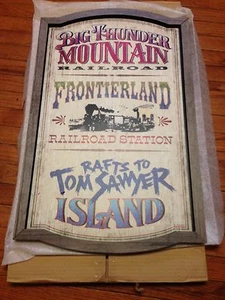 BIG THUNDER
MOUNTAIN
RAILROAD
FRONTIERLAND
RAILROAD STATION
RAFTS TO
TOM SAWYER
ISLAND